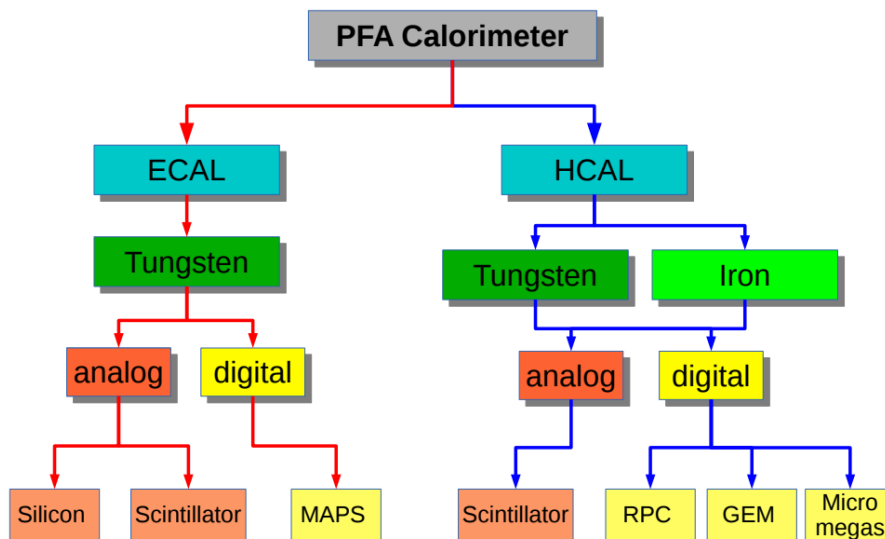 PFA Calorimeter
ECAL
HCAL
Tungsten
Tungsten
Iron
analog
digital
analog
digital
Silicon
Scintillator
MAPS
Scintillator
RPC
GEM
Micro
megas